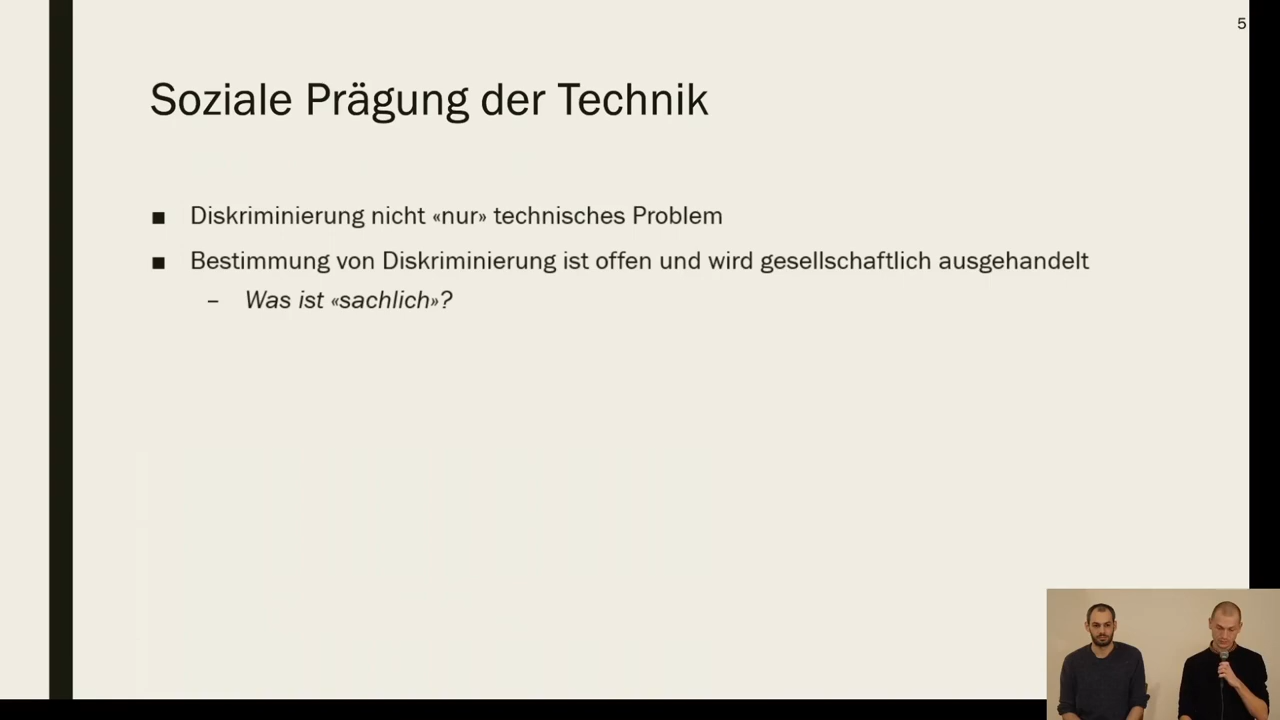 5
Soziale Prägung der Technik
■ Diskriminierung nicht «nur» technisches Problem
■ Bestimmung von Diskriminierung ist offen und wird gesellschaftlich ausgehandelt
– Was ist «sachlich»?